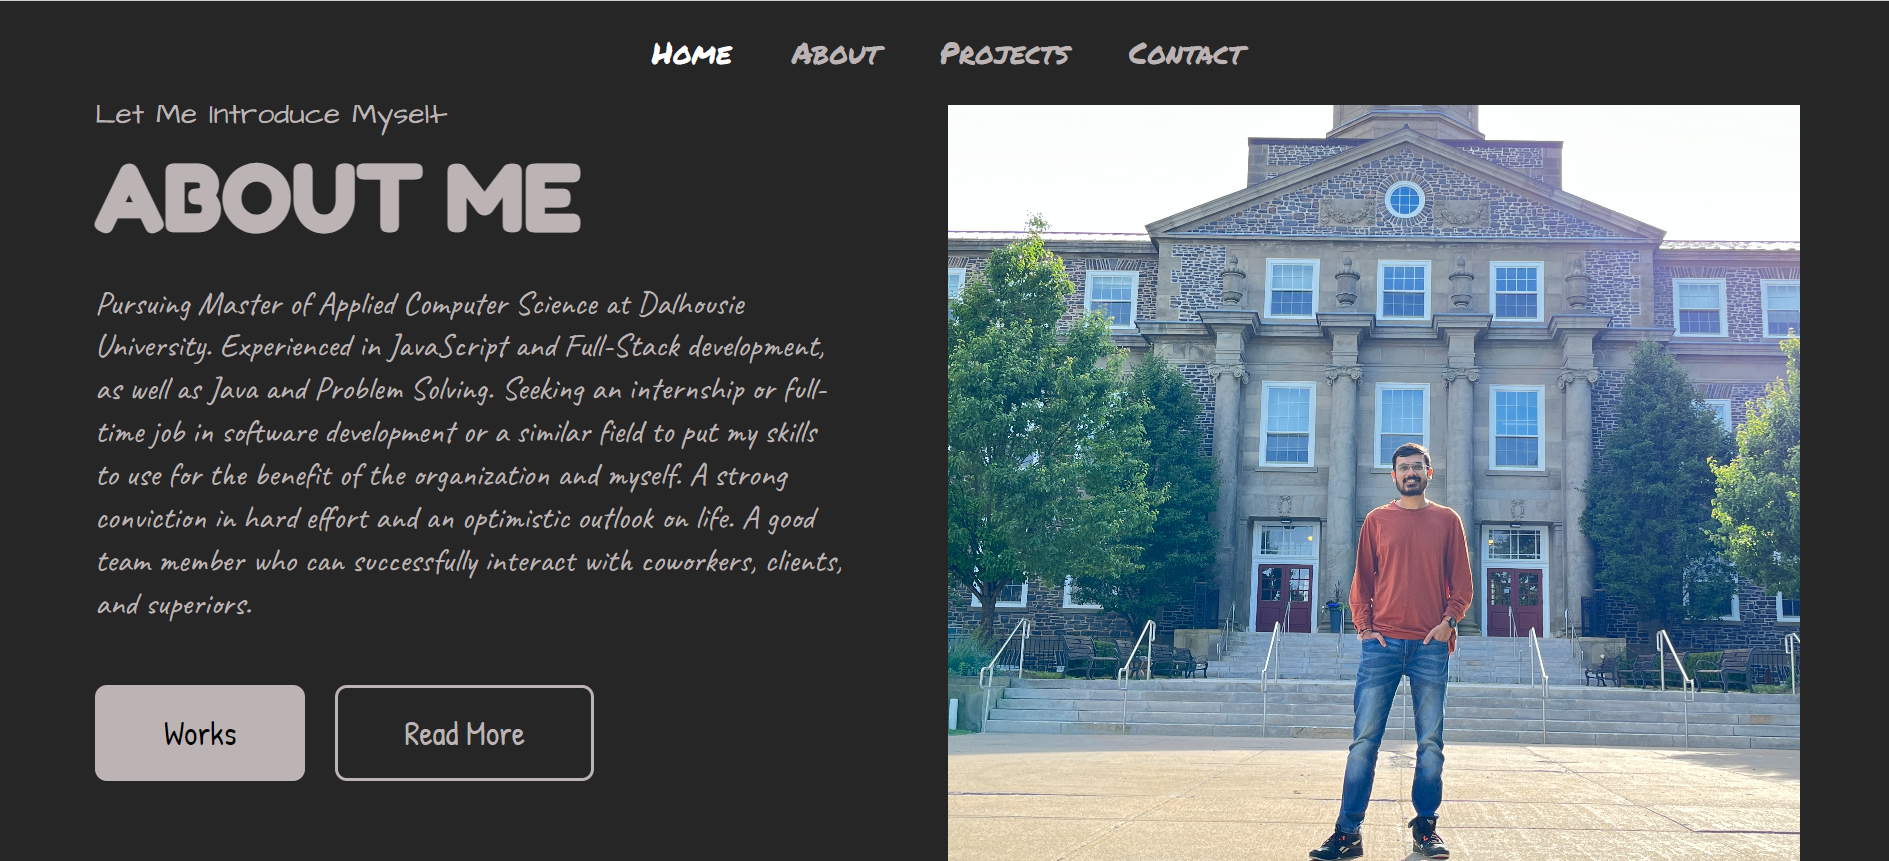 Home About Projects Contact
Let Me Introduce Myself
ABOUT ME
Pursuing Master of Applied Computer Science at Dalhousie
University. Experienced in JavaScript and Full-Stack development,
as well as Java and Problem Solving. Seeking an internship or full-
time job in software development or a similar field to put my skills
to use for the benefit of the organization and myself. A strong
conviction in hard effort and an optimistic outlook on life. A good
team member who can successfully interact with coworkers, clients,
and superiors.
Works Read More